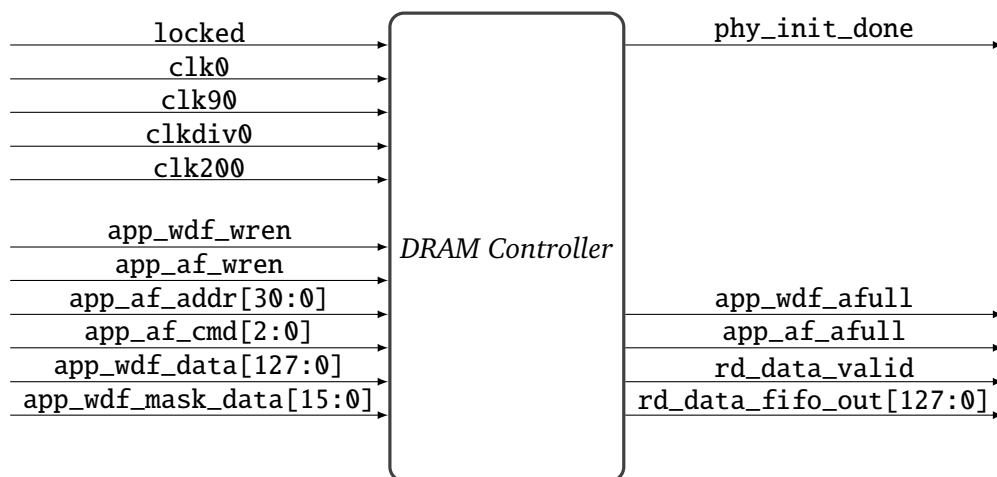 locked
clk0
clk90
clkdiv0
clk200
app_wdf_wren
app_af_wren
app_af_addr[30:0]
app_af_cmd[2:0]
app_wdf_data[127:0]
app_wdf_mask_data[15:0]
DRAM Controller
phy_init_done
app_wdf_afull
app_af_afull
rd_data_valid
rd_data_fifo_out[127:0]